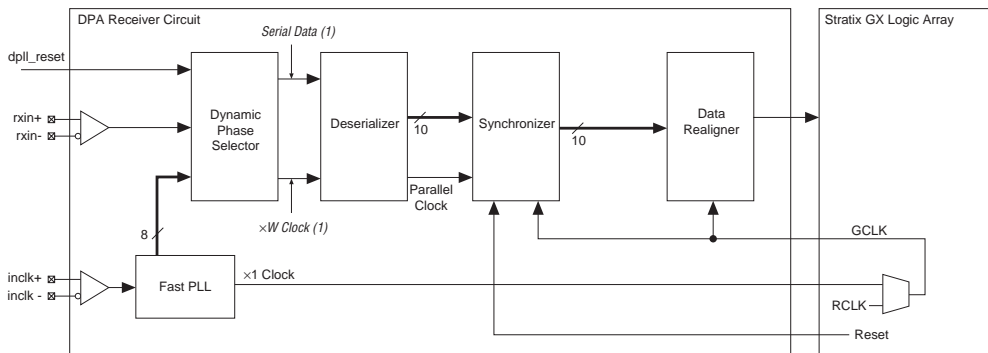 DPA Receiver Circuit
Stratix GX Logic Array
Serial Data (1)
dpll_reset
rxin+
rxin-
Dynamic
Phase
Selector
Deserializer
10
Synchronizer
10
Data
Realigner
Parallel
Clock
×W Clock (1)
8
GCLK
inclk+
inclk -
Fast PLL
×1 Clock
RCLK
Reset